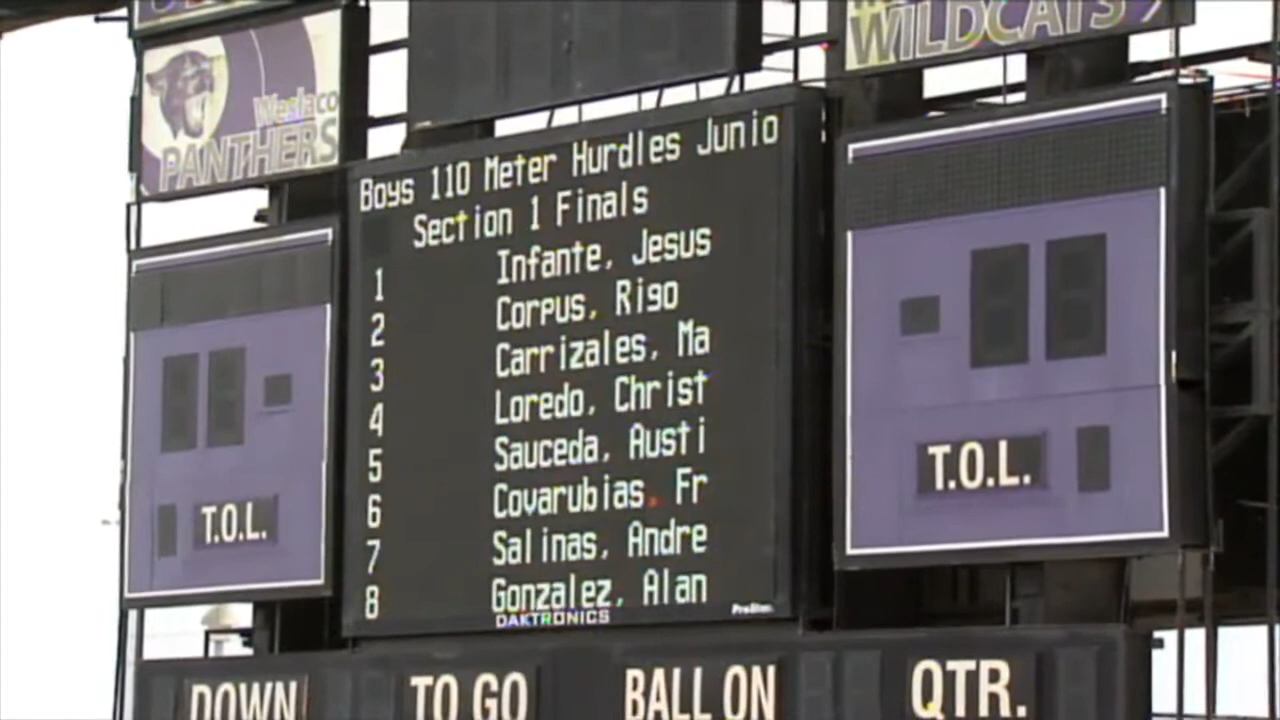 WILDCATS
Weslaco
PANTHERS
Boys 110 Meter Hurdles Junio
Section 1 Finals
1 Infante, Jesus
2 Corpus, Rigo
3 Carrizales, Ma
4 Loredo, Christ
5 Sauceda, Austi
6 Covarubias, Fr
7 Salinas, Andre
8 Gonzalez, Alan
DAKTRONICS ProStar
T.O.L.
T.O.L.
DOWN TO GO BALL ON QTR.